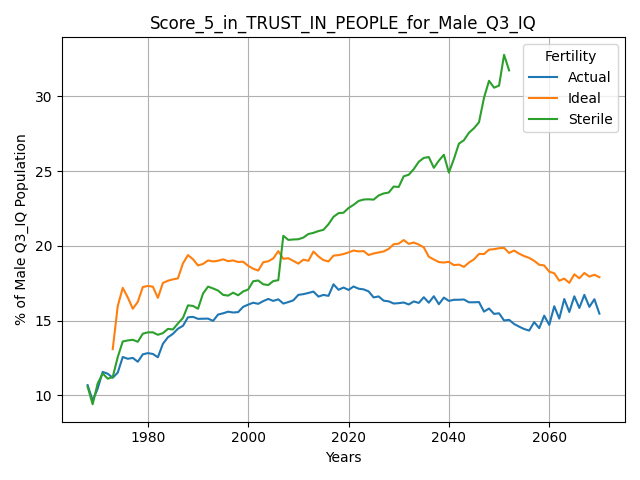 Score_5_in_TRUST_IN_PEOPLE_for_Male_Q3_IQ
Fertility
Actual
Ideal
Sterile
% of Male Q3_IQ Population
30
25
20
15
10
1980
2000
2020
2040
2060
Years